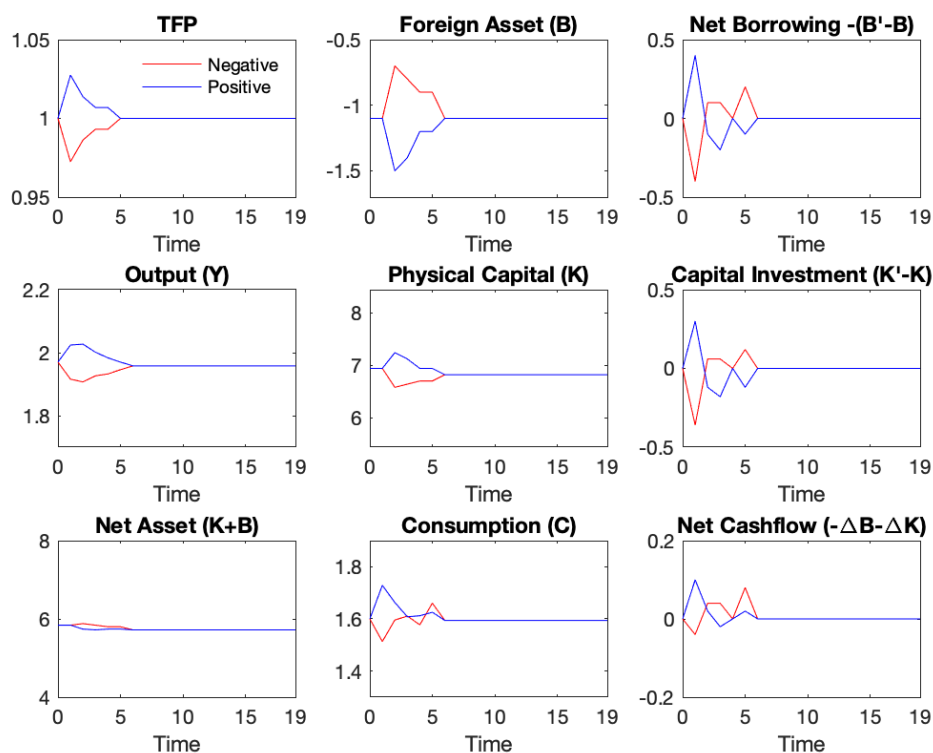 TFP
1.05
1
0.95
Negative
Positive
0 5 10 15 19
Time
Foreign Asset (B)
-0.5
-1
-1.5
0 5 10 15 19
Time
Net Borrowing -(B'-B)
0.5
0
-0.5
0 5 10 15 19
Time
Output (Y)
2.2
2
1.8
0 5 10 15 19
Time
Physical Capital (K)
8
7
6
0 5 10 15 19
Time
Capital Investment (K'-K)
0.5
0
-0.5
0 5 10 15 19
Time
Net Asset (K+B)
8
6
4
0 5 10 15 19
Time
Consumption (C)
1.8
1.6
1.4
0 5 10 15 19
Time
Net Cashflow (-ΔB-ΔK)
0.2
0
-0.2
0 5 10 15 19
Time